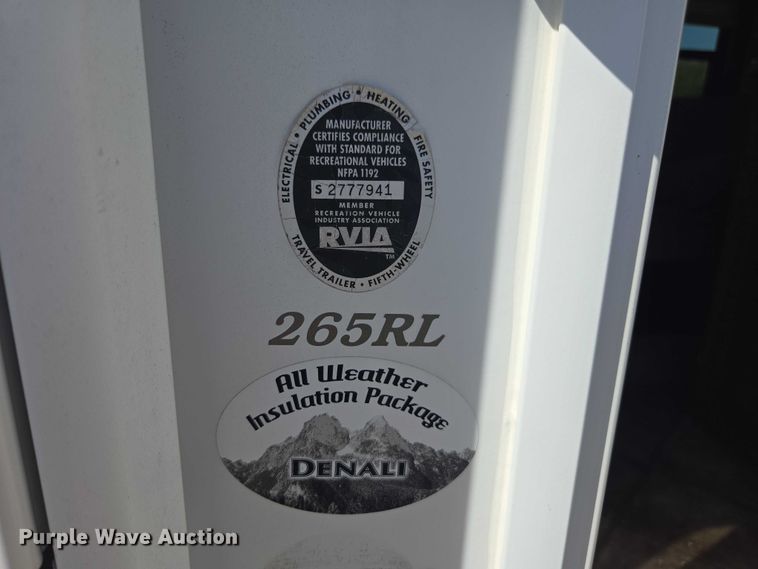 ELECTRICAL • PLUMBING • HEATING FIRE SAFETY
MANUFACTURER
CERTIFIES COMPLIANCE
WITH STANDARD FOR
RECREATIONAL VEHICLES
NFPA 1192
S 2777941
MEMBER
RECREATION VEHICLE
INDUSTRY ASSOCIATION
RVIA
TM
TRAVEL TRAILER • FIFTH-WHEEL
265RL
All Weather
Insulation Package
DENALI
Purple Wave Auction®